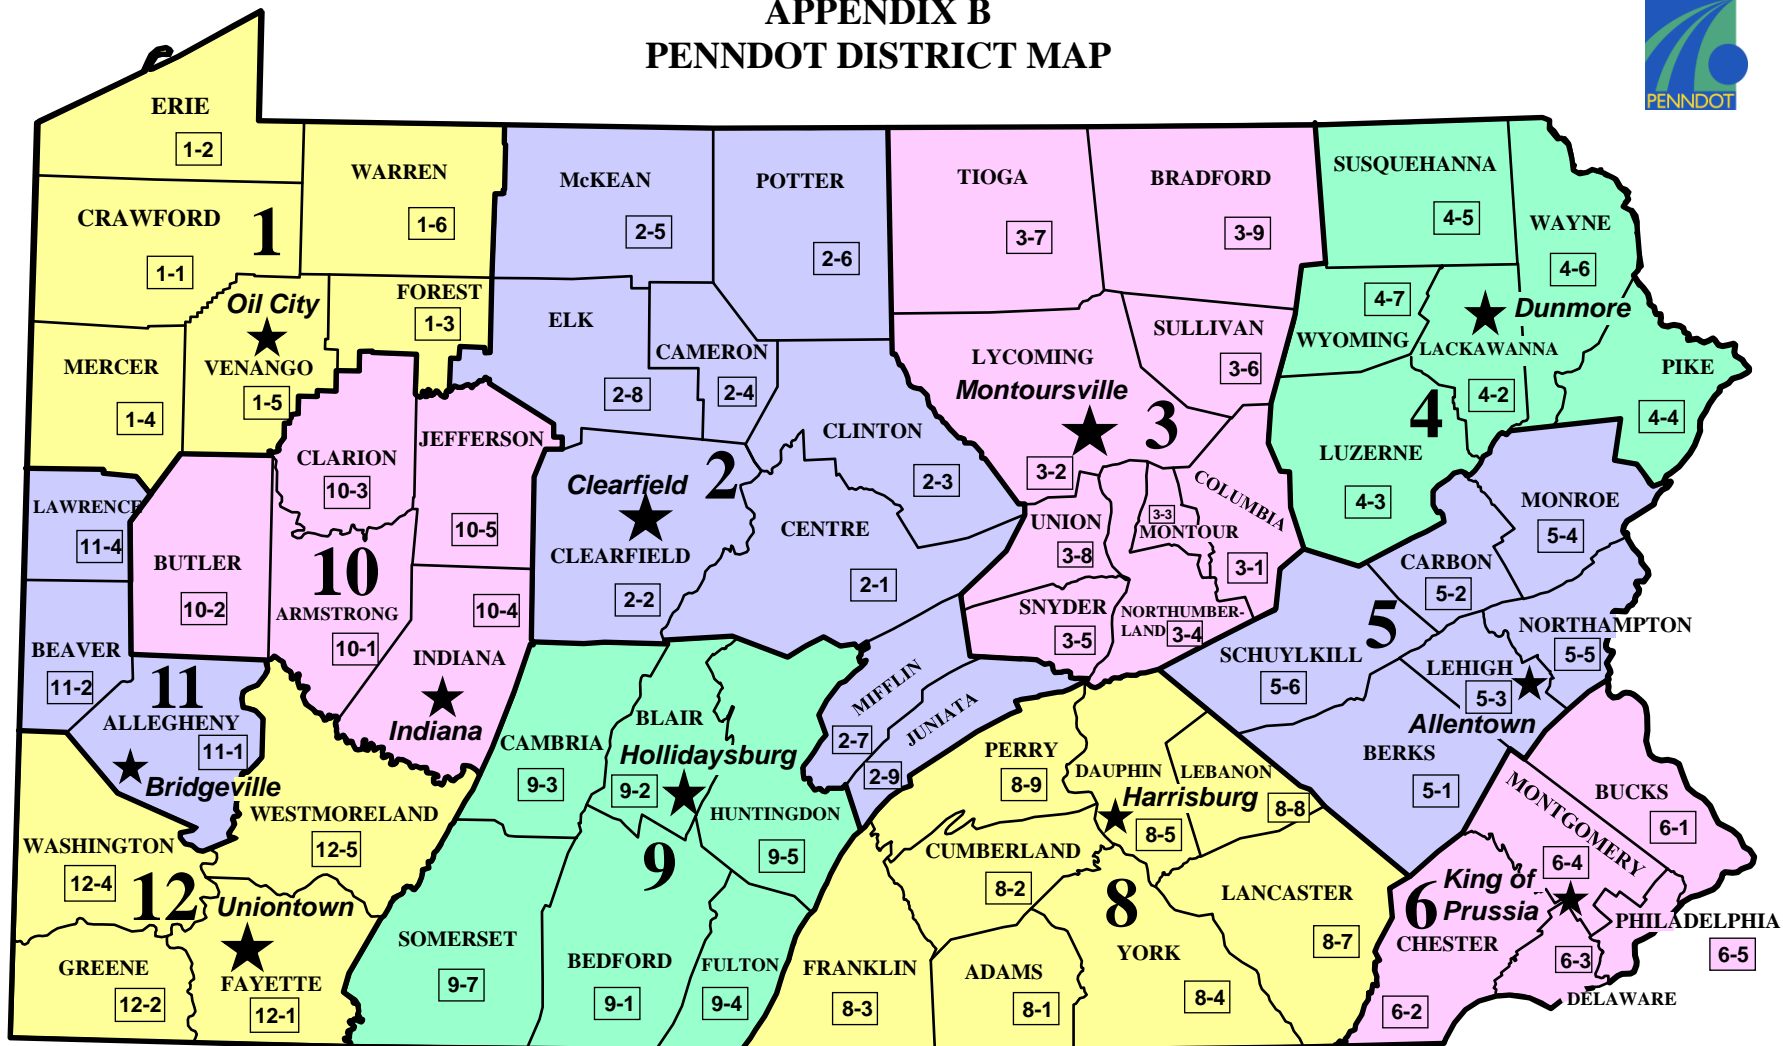 APPENDIX B
PENNDOT DISTRICT MAP
PENNDOT
ERIE
1-2
WARREN
1-6
CRAWFORD
1
1-1
Oil City
FOREST
1-3
MERCER
1-4
VENANGO
1-5
McKEAN
2-5
POTTER
2-6
ELK
2-8
CAMERON
2-4
CLINTON
2-3
Clearfield
2
CLEARFIELD
2-2
CENTRE
2-1
MIFFLIN
2-7
JUNIATA
2-9
TIOGA
3-7
BRADFORD
3-9
LYCOMING
Montoursville
3
3-2
SULLIVAN
3-6
COLUMBIA
3-1
UNION
3-8
3-3
MONTOUR
SNYDER
3-5
NORTHUMBER-
LAND
3-4
SUSQUEHANNA
4-5
WAYNE
4-6
4-7
WYOMING
Dunmore
LACKAWANNA
4-2
PIKE
4-4
4
LUZERNE
4-3
MONROE
5-4
CARBON
5-2
5
SCHUYLKILL
5-6
NORTHAMPTON
5-5
LEHIGH
5-3
Allentown
BERKS
5-1
BUCKS
6-1
MONTGOMERY
6-4
6
King of
Prussia
CHESTER
6-2
PHILADELPHIA
6-5
6-3
DELAWARE
PERRY
8-9
DAUPHIN
LEBANON
Harrisburg
8-5
8-8
CUMBERLAND
8-2
8
LANCASTER
8-7
YORK
8-4
ADAMS
8-1
FRANKLIN
8-3
CAMBRIA
9-3
BLAIR
Hollidaysburg
9-2
HUNTINGDON
9-5
9
SOMERSET
9-7
BEDFORD
9-1
FULTON
9-4
CLARION
10-3
JEFFERSON
10-5
BUTLER
10-2
10
ARMSTRONG
10-1
10-4
INDIANA
Indiana
LAWRENCE
11-4
BEAVER
11-2
11
ALLEGHENY
11-1
Bridgeville
WESTMORELAND
12-5
WASHINGTON
12-4
12
Uniontown
GREENE
12-2
FAYETTE
12-1